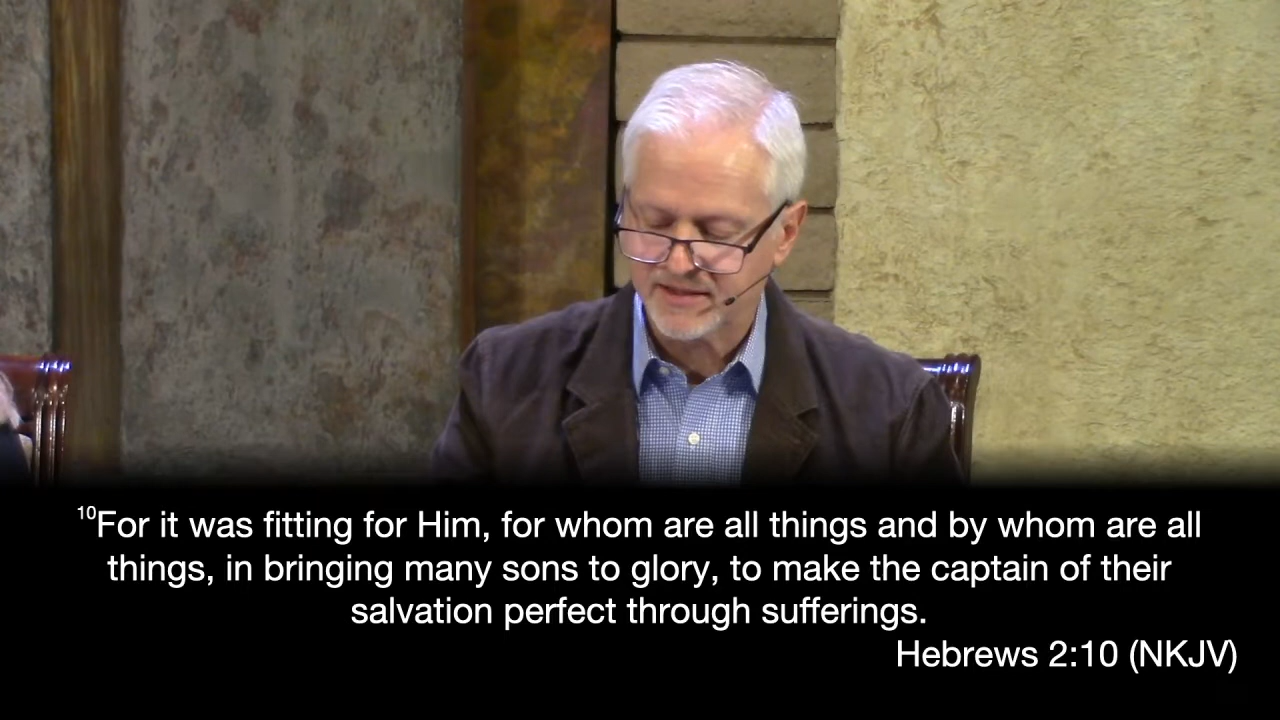 10For it was fitting for Him, for whom are all things and by whom are all
things, in bringing many sons to glory, to make the captain of their
salvation perfect through sufferings.
Hebrews 2:10 (NKJV)